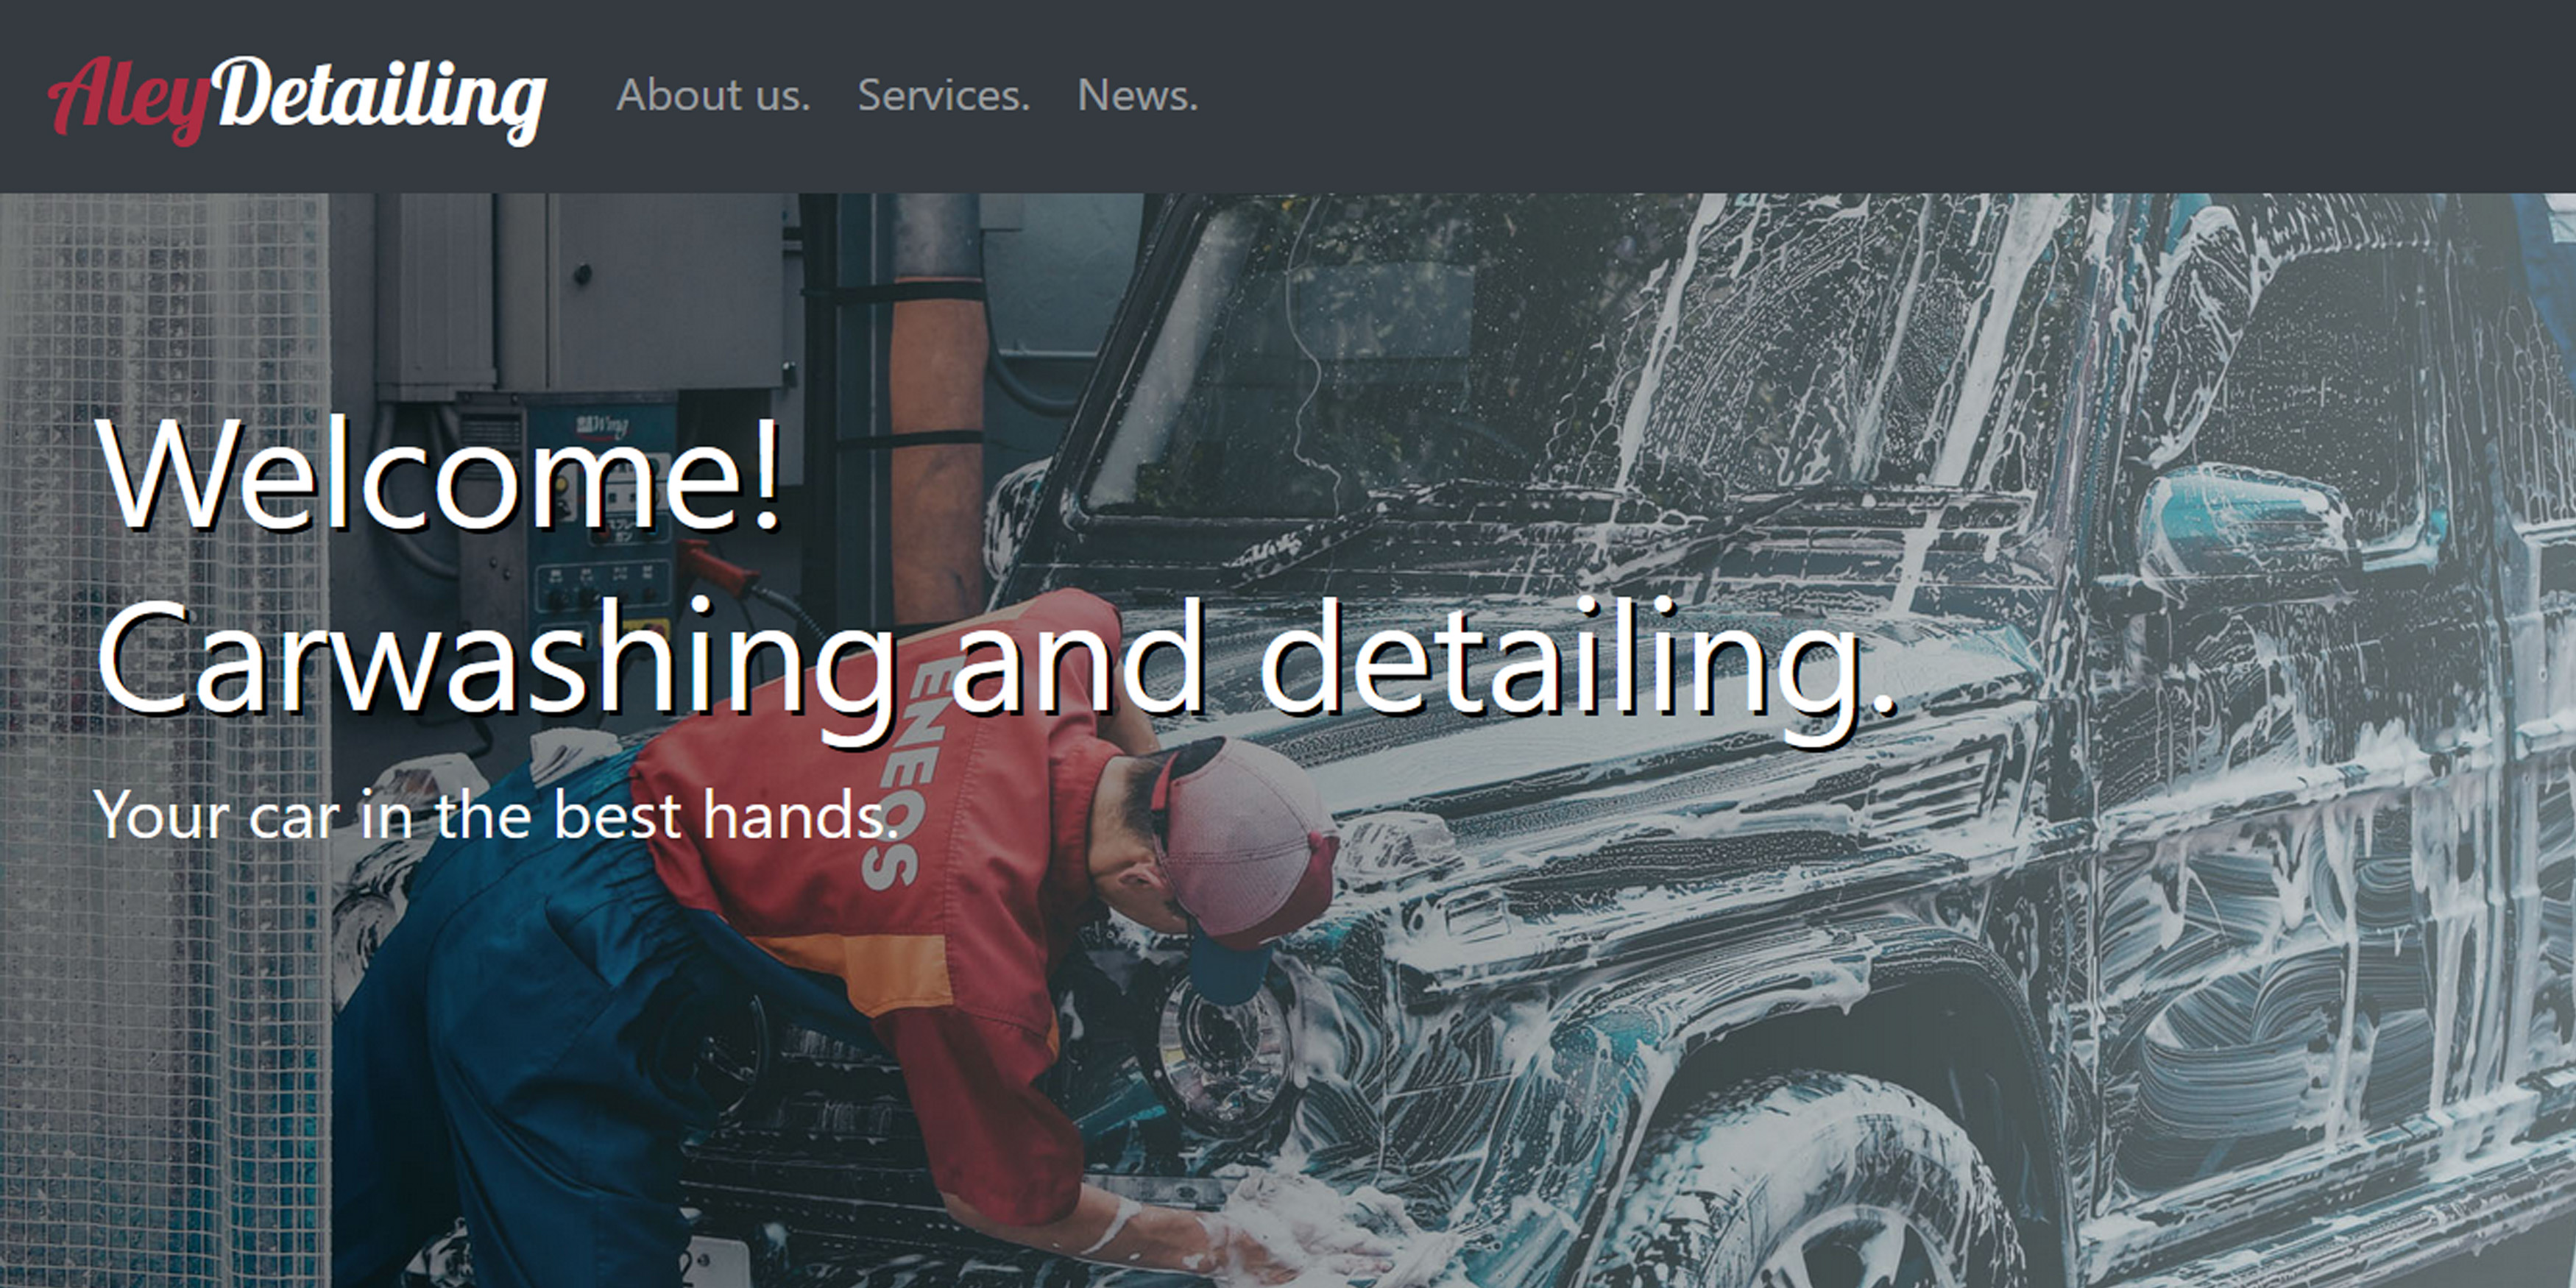 AleyDetailing
About us. Services. News.
Welcome!
Carwashing and detailing.
Your car in the best hands.
ENEOS